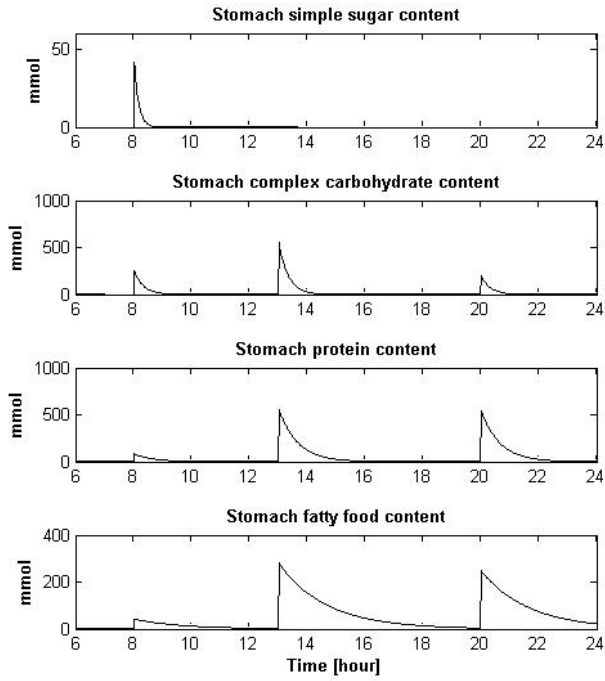 Stomach simple sugar content
50
0
mmol
6 8 10 12 14 16 18 20 22 24
Stomach complex carbohydrate content
1000
500
0
mmol
6 8 10 12 14 16 18 20 22 24
Stomach protein content
1000
500
0
mmol
6 8 10 12 14 16 18 20 22 24
Stomach fatty food content
400
200
0
mmol
6 8 10 12 14 16 18 20 22 24
Time [hour]